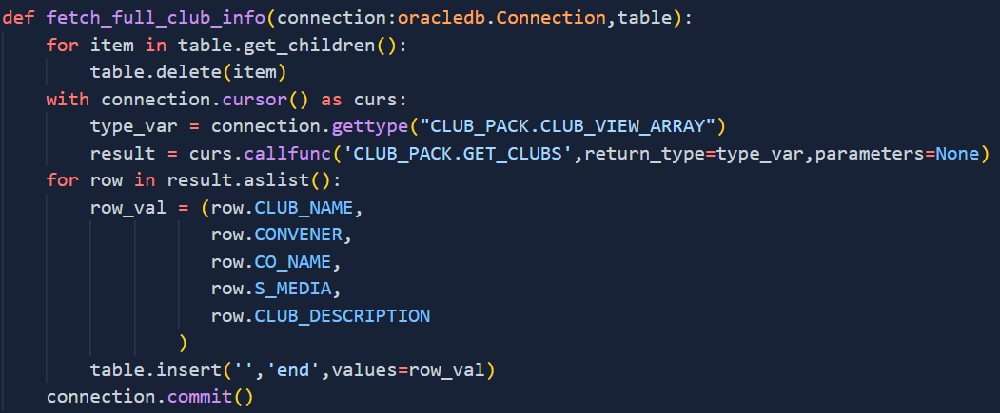 def fetch_full_club_info(connection:oracledb.Connection,table):
    for item in table.get_children():
        table.delete(item)
    with connection.cursor() as curs:
        type_var = connection.gettype("CLUB_PACK.CLUB_VIEW_ARRAY")
        result = curs.callfunc('CLUB_PACK.GET_CLUBS',return_type=type_var,parameters=None)
    for row in result.aslist():
        row_val = (row.CLUB_NAME,
                   row.CONVENER,
                   row.CO_NAME,
                   row.S_MEDIA,
                   row.CLUB_DESCRIPTION
                )
        table.insert('','end',values=row_val)
    connection.commit()